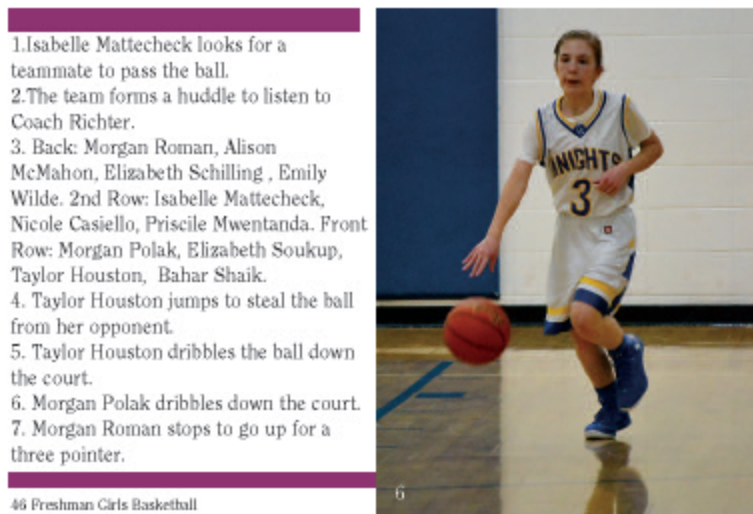 1.Isabelle Mattecheck looks for a
teammate to pass the ball.
2.The team forms a huddle to listen to
Coach Richter.
3. Back: Morgan Roman, Alison
McMahon, Elizabeth Schilling , Emily
Wilde. 2nd Row: Isabelle Mattecheck,
Nicole Casiello, Priscile Mwentanda. Front
Row: Morgan Polak, Elizabeth Soukup,
Taylor Houston,  Bahar Shaik.
4. Taylor Houston jumps to steal the ball
from her opponent.
5. Taylor Houston dribbles the ball down
the court.
6. Morgan Polak dribbles down the court.
7. Morgan Roman stops to go up for a
three pointer.
46 Freshman Girls Basketball
KNIGHTS
3
6